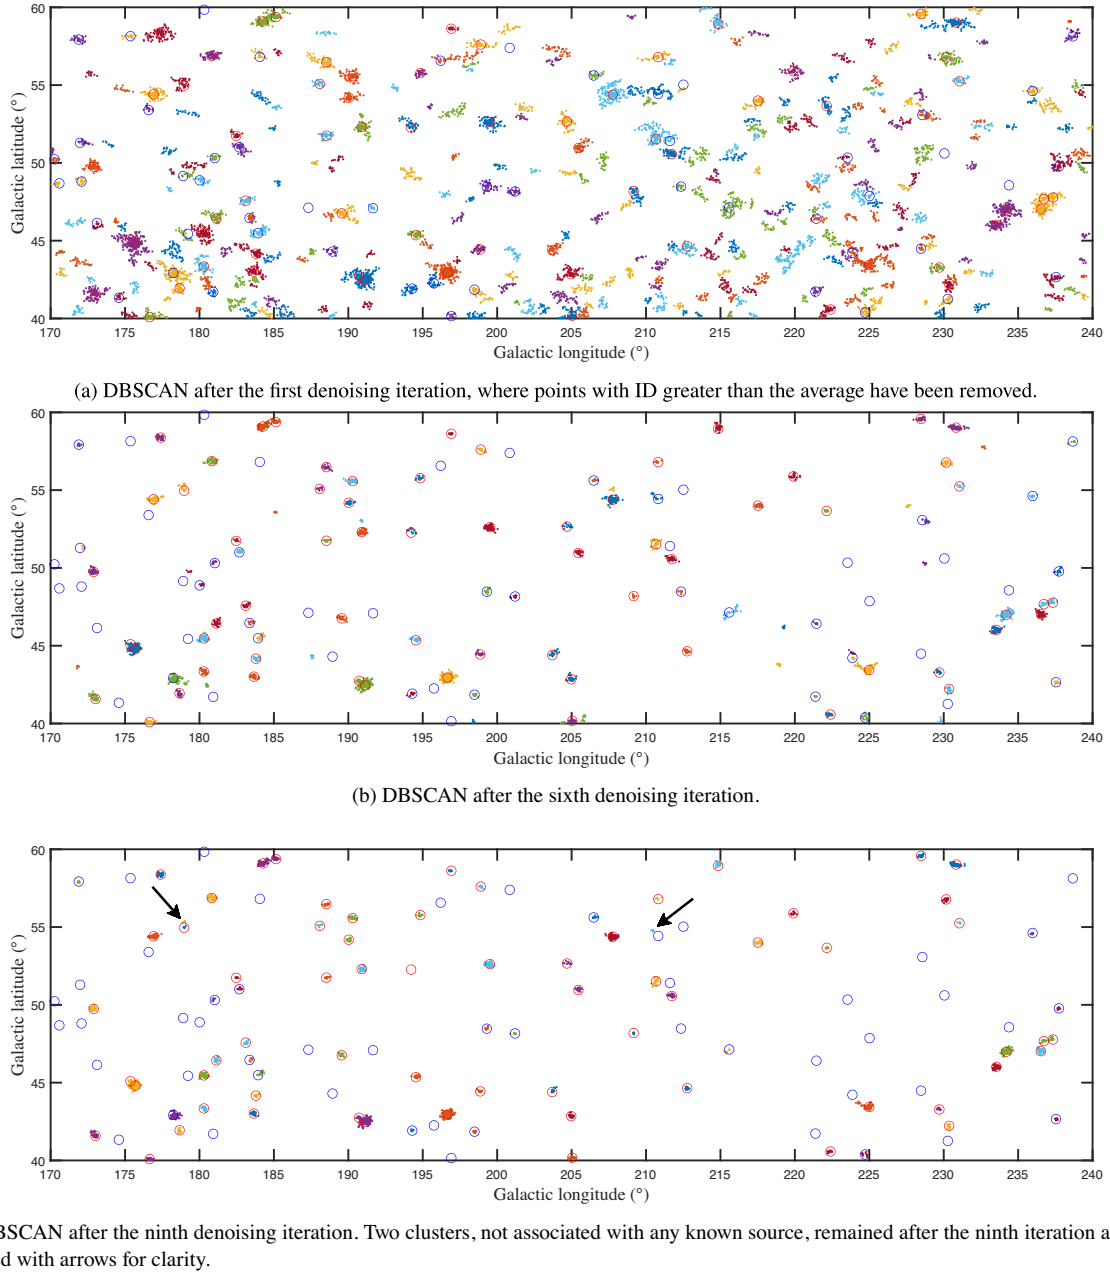 60
55
50
45
40
Galactic latitude (°)
170 175 180 185 190 195 200 205 210 215 220 225 230 235 240
Galactic longitude (°)
(a) DBSCAN after the first denoising iteration, where points with ID greater than the average have been removed.
60
55
50
45
40
Galactic latitude (°)
170 175 180 185 190 195 200 205 210 215 220 225 230 235 240
Galactic longitude (°)
(b) DBSCAN after the sixth denoising iteration.
60
55
50
45
40
Galactic latitude (°)
170 175 180 185 190 195 200 205 210 215 220 225 230 235 240
Galactic longitude (°)
BSCAN after the ninth denoising iteration. Two clusters, not associated with any known source, remained after the ninth iteration a
d with arrows for clarity.